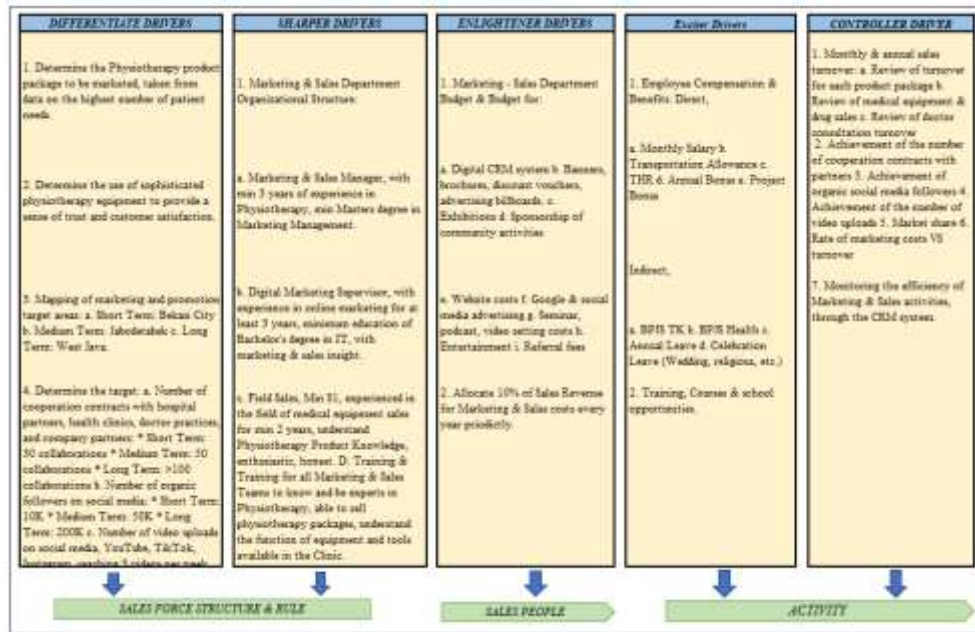 DIFFERENTIATE DRIVERS
1. Determine the Physiotherapy product
package to be marketed, taken from
data on the highest number of patient
needs.
2. Determine the use of sophisticated
physiotherapy equipment to provide a
sense of trust and customer satisfaction.
3. Mapping of marketing and promotion
target areas: a. Short Term: Bekasi City
b. Medium Term: Jabodetabek c. Long
Term: West Java.
4. Determine the target: a. Number of
cooperation contracts with hospital
partners, health clinics, doctor practices,
and company partners: * Short Term:
30 collaborations * Medium Term: 50
collaborations * Long Term: >100
collaborations b. Number of organic
followers on social media: * Short Term:
10K * Medium Term: 50K * Long
Term: 200K c. Number of video uploads
on social media, YouTube, TikTok,
Instagram, reaching 3 videos per week
SHARPER DRIVERS
1. Marketing & Sales Department
Organizational Structure:
a. Marketing & Sales Manager, with
min 3 years of experience in
Physiotherapy, min Masters degree in
Marketing Management.
b. Digital Marketing Supervisor, with
experience in online marketing for at
least 3 years, minimum education of
Bachelor's degree in IT, with
marketing & sales insight.
c. Field Sales, Min S1, experienced in
the field of medical equipment sales
for min 2 years, understand
Physiotherapy Product Knowledge,
enthusiastic, honest. D. Training &
Training for all Marketing & Sales
Teams to know and be experts in
Physiotherapy, able to sell
physiotherapy packages, understand
the function of equipment and tools
available in the Clinic.
ENLIGHTENER DRIVERS
1. Marketing - Sales Department
Budget & Budget for:
a. Digital CRM system b. Banners,
brochures, discount vouchers,
advertising billboards. c.
Exhibitions d. Sponsorship of
community activities
e. Website costs f. Google & social
media advertising g. Seminar,
podcast, video setting costs h.
Entertainment i. Referral fees
2. Allocate 10% of Sales Revenue
for Marketing & Sales costs every
year periodictly.
Exciter Drivers
1. Employee Compensation &
Benefits: Direct,
a. Monthly Salary b.
Transportation Allowance c.
THR 6. Annual Bonus e. Project
Bonus
Indirect,
a. BPJS TK b. BPJS Health c.
Annual Leave d. Celebration
Leave (Wedding, religious, etc.)
2. Training, Courses & school
opportunities.
CONTROLLER DRIVER
1. Monthly & annual sales
turnover: a. Review of turnover
for each product package b.
Review of medical equipment &
drug sales c. Review of doctor
consultation turnover
2. Achievement of the number
of cooperation contracts with
partners 3. Achievement of
organic social media followers 4.
Achievement of the number of
video uploads 5. Market share 6.
Rate of marketing costs VS
turnover
7. Monitoring the efficiency of
Marketing & Sales activities,
through the CRM system.
SALES FORCE STRUCTURE & RULE
SALES PEOPLE
ACTIVITY